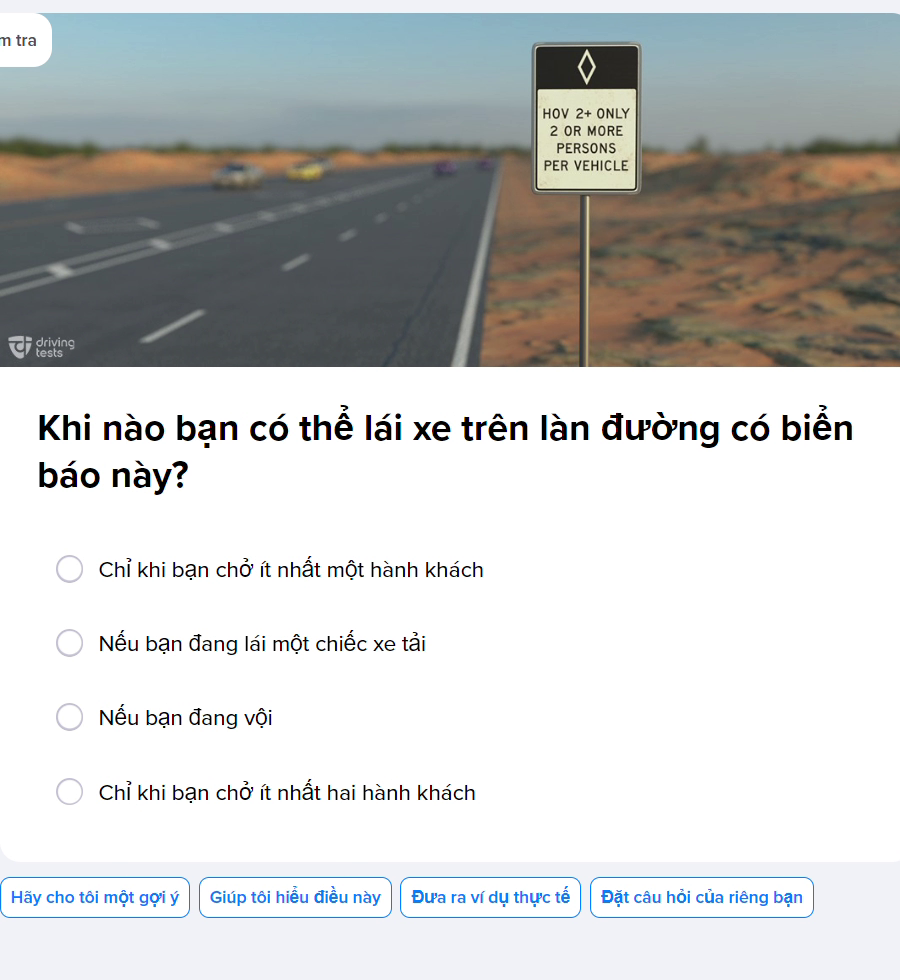 m tra
HOV 2+ ONLY
2 OR MORE
PERSONS
PER VEHICLE
driving
tests
Khi nào bạn có thể lái xe trên làn đường có biển
báo này?
Chỉ khi bạn chở ít nhất một hành khách
Nếu bạn đang lái một chiếc xe tải
Nếu bạn đang vội
Chỉ khi bạn chở ít nhất hai hành khách
Hãy cho tôi một gợi ý
Giúp tôi hiểu điều này
Đưa ra ví dụ thực tế
Đặt câu hỏi của riêng bạn